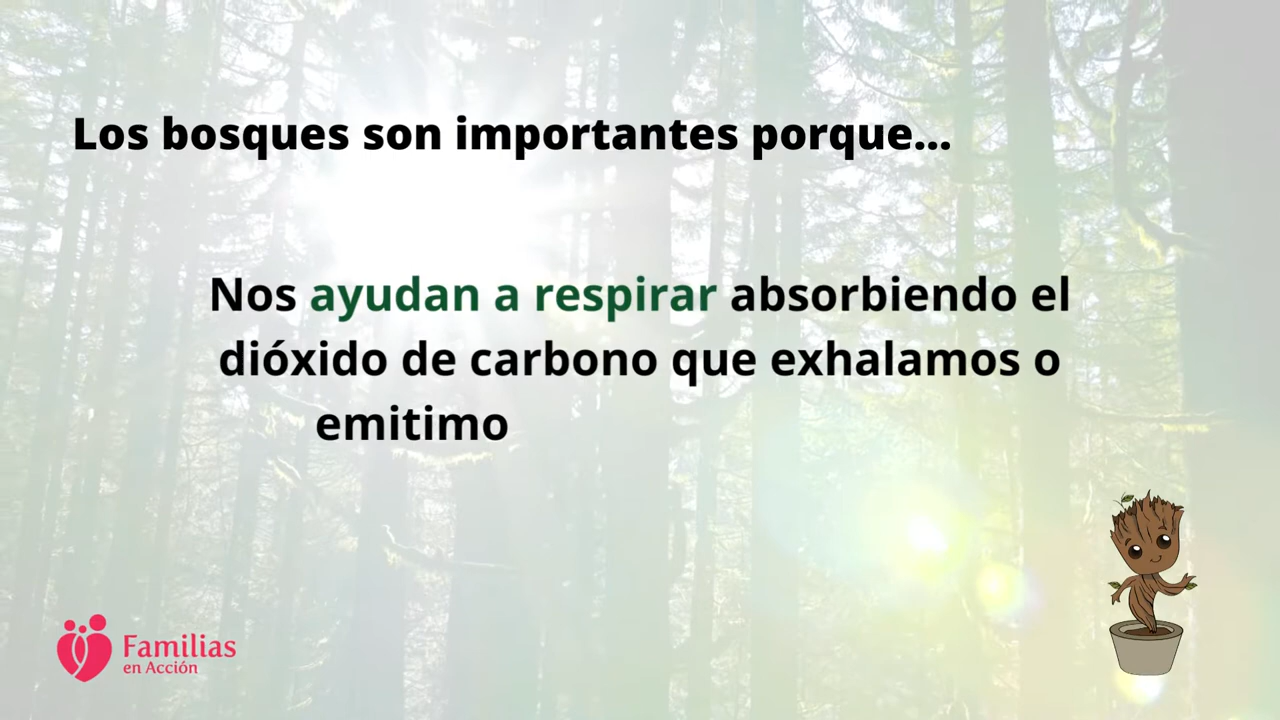 Los bosques son importantes porque...
Nos ayudan a respirar absorbiendo el
dióxido de carbono que exhalamos o
emitimo
Familias
en Acción